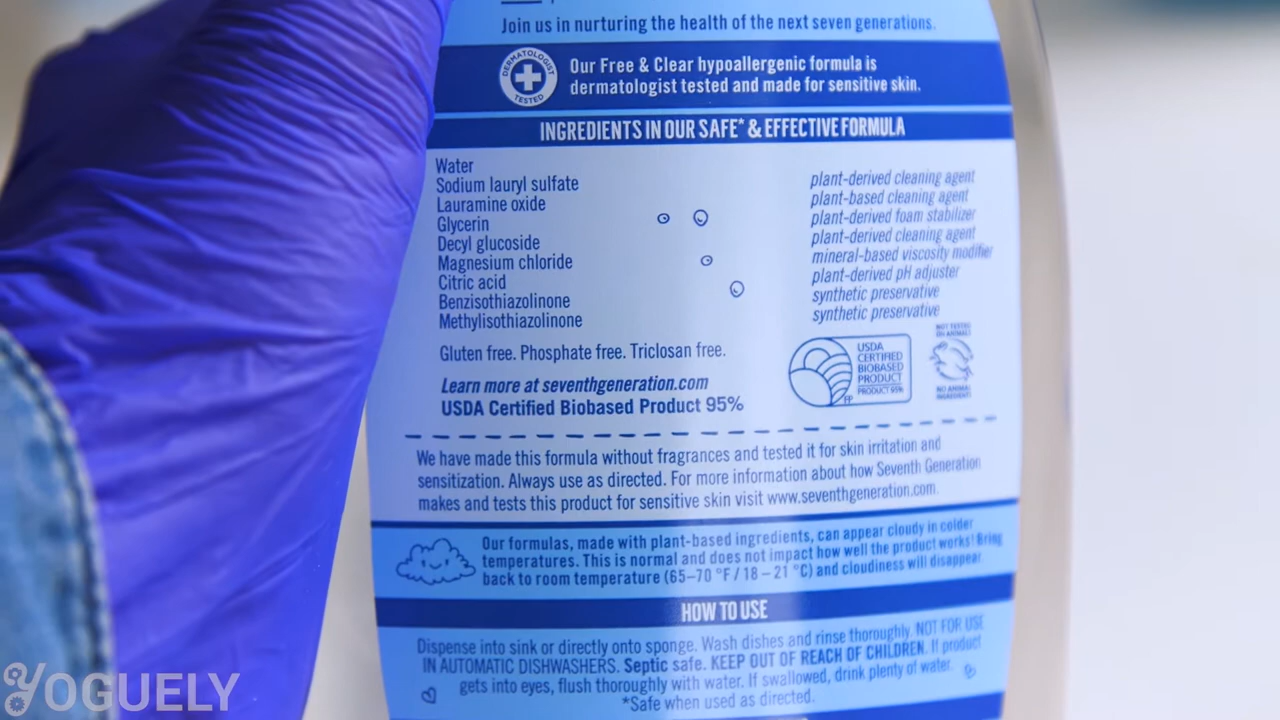 Join us in nurturing the health of the next seven generations.
DERMATOLOGIST TESTED
Our Free & Clear hypoallergenic formula is
dermatologist tested and made for sensitive skin.
INGREDIENTS IN OUR SAFE* & EFFECTIVE FORMULA
Water
Sodium lauryl sulfate plant-derived cleaning agent
Lauramine oxide plant-based cleaning agent
Glycerin plant-derived foam stabilizer
Decyl glucoside plant-derived cleaning agent
Magnesium chloride mineral-based viscosity modifier
Citric acid plant-derived pH adjuster
Benzisothiazolinone synthetic preservative
Methylisothiazolinone synthetic preservative
Gluten free. Phosphate free. Triclosan free.
Learn more at seventhgeneration.com
USDA Certified Biobased Product 95%
USDA
CERTIFIED
BIOBASED
PRODUCT
PRODUCT 95%
FP
NOT TESTED
ON ANIMALS
NO ANIMAL
INGREDIENTS
We have made this formula without fragrances and tested it for skin irritation and
sensitization. Always use as directed. For more information about how Seventh Generation
makes and tests this product for sensitive skin visit www.seventhgeneration.com.
Our formulas, made with plant-based ingredients, can appear cloudy in colder
temperatures. This is normal and does not impact how well the product works! Bring
back to room temperature (65–70 °F / 18 – 21 °C) and cloudiness will disappear.
HOW TO USE
Dispense into sink or directly onto sponge. Wash dishes and rinse thoroughly. NOT FOR USE
IN AUTOMATIC DISHWASHERS. Septic safe. KEEP OUT OF REACH OF CHILDREN. If product
gets into eyes, flush thoroughly with water. If swallowed, drink plenty of water.
*Safe when used as directed.
YOGUELY